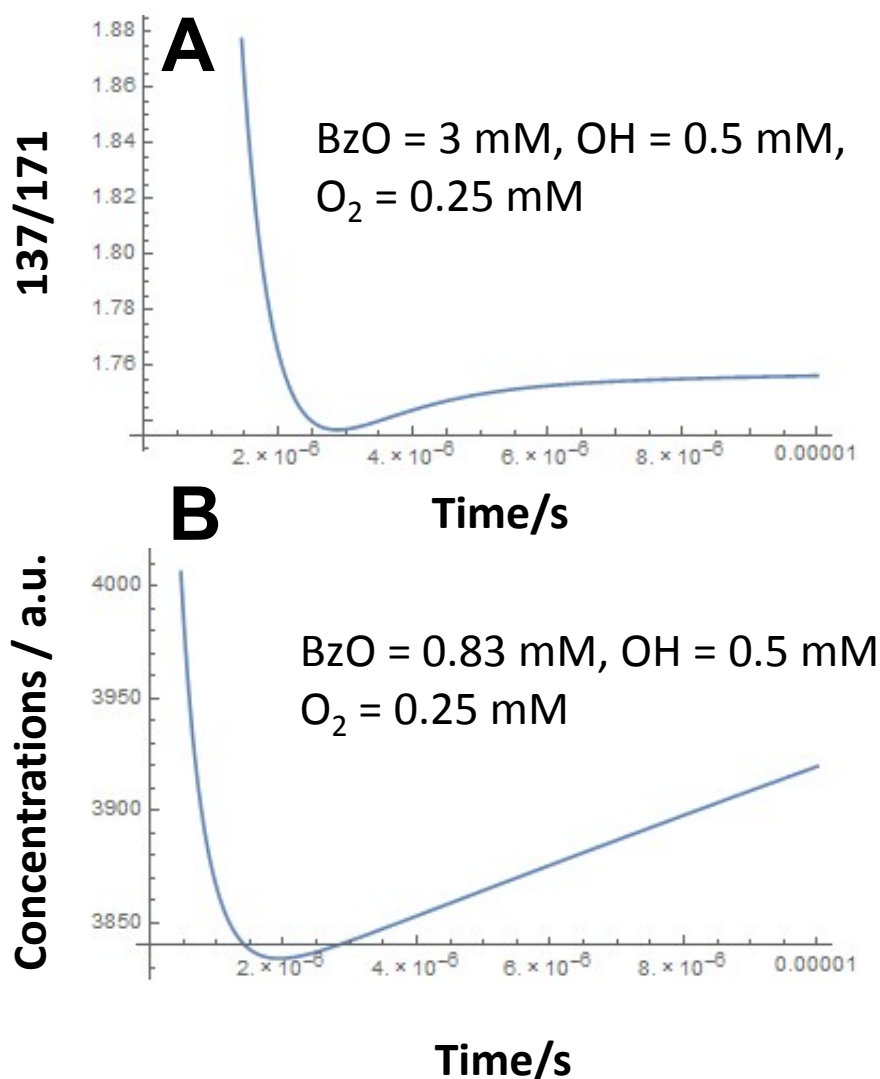 A
1.88
1.86
1.84
1.82
1.80
1.78
1.76
137/171
BzO = 3 mM, OH = 0.5 mM,
O₂ = 0.25 mM
2. × 10⁻⁶ 4. × 10⁻⁶ 6. × 10⁻⁶ 8. × 10⁻⁶ 0.00001
Time/s
B
4000
3950
3900
3850
Concentrations / a.u.
BzO = 0.83 mM, OH = 0.5 mM
O₂ = 0.25 mM
2. × 10⁻⁶ 4. × 10⁻⁶ 6. × 10⁻⁶ 8. × 10⁻⁶ 0.00001
Time/s